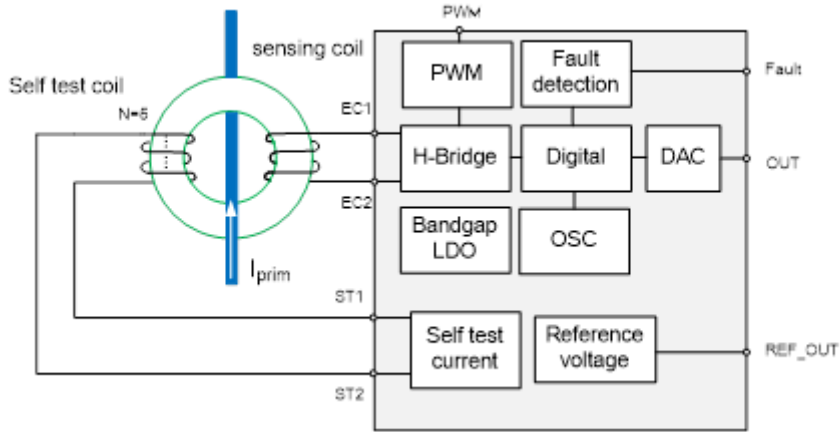 PWM
sensing coil
Self test coil
N=5
EC1
EC2
I prim
ST1
ST2
PWM
Fault
detection
Fault
H-Bridge
Digital
DAC
OUT
Bandgap
LDO
OSC
Self test
current
Reference
voltage
REF_OUT